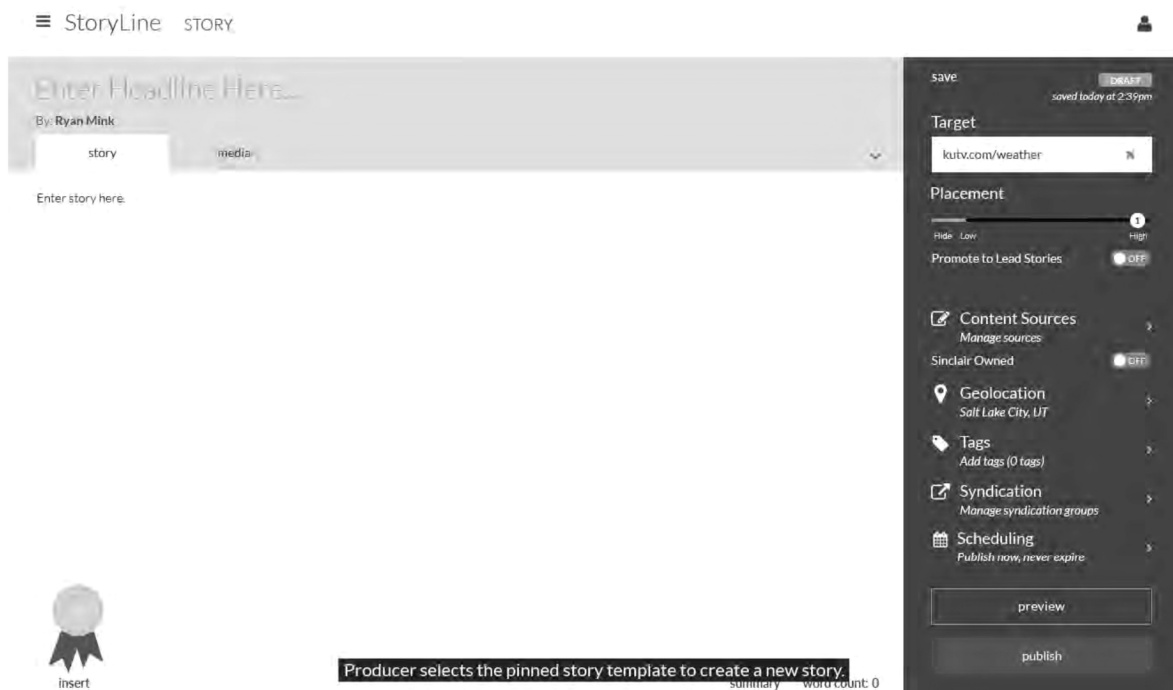 StoryLine STORY
Enter Headline Here...
By: Ryan Mink
story media
Enter story here.
insert
summary word count: 0
Producer selects the pinned story template to create a new story.
save DRAFT
saved today at 2:39pm
Target
kutv.com/weather
Placement
1
Hide Low High
Promote to Lead Stories OFF
Content Sources
Manage sources
Sinclair Owned OFF
Geolocation
Salt Lake City, UT
Tags
Add tags (0 tags)
Syndication
Manage syndication groups
Scheduling
Publish now, never expire
preview
publish